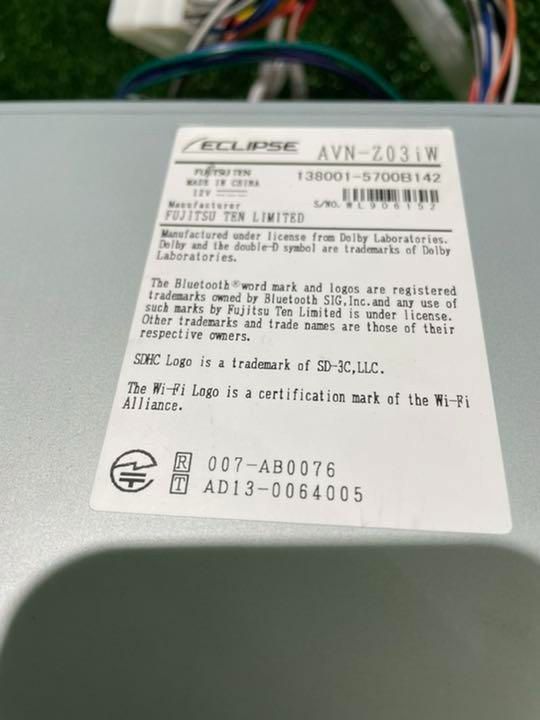 ECLIPSE AVN-Z03iW
FUJITSU TEN 138001-5700B142
MADE IN CHINA
12V
Manufacturer S/NO. WL906152
FUJITSU TEN LIMITED
Manufactured under license from Dolby Laboratories.
Dolby and the double-D symbol are trademarks of Dolby
Laboratories.
The Bluetooth® word mark and logos are registered
trademarks owned by Bluetooth SIG,Inc.and any use of
such marks by Fujitsu Ten Limited is under license.
Other trademarks and trade names are those of their
respective owners.
SDHC Logo is a trademark of SD-3C,LLC.
The Wi-Fi Logo is a certification mark of the Wi-Fi
Alliance.
R 007-AB0076
T AD13-0064005